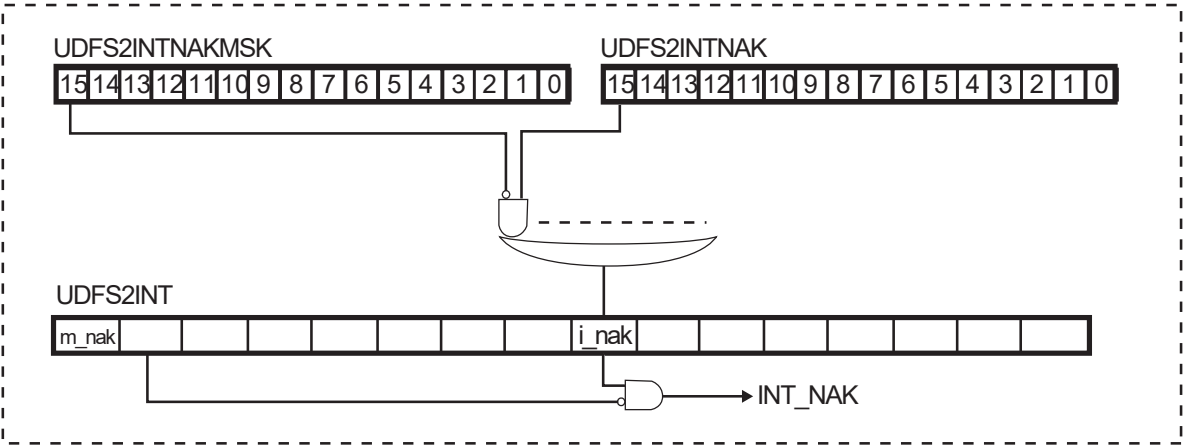 UDFS2INTNAKMSK UDFS2INTNAK
15 14 13 12 11 10 9 8 7 6 5 4 3 2 1 0 15 14 13 12 11 10 9 8 7 6 5 4 3 2 1 0
UDFS2INT
m_nak i_nak
INT_NAK